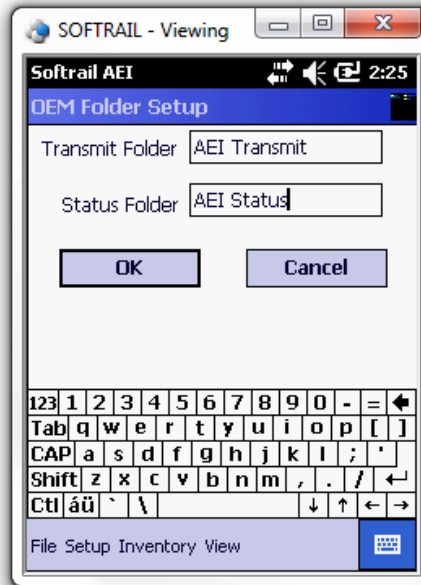 SOFTRAIL - Viewing
Softrail AEI 2:25
OEM Folder Setup
Transmit Folder AEI Transmit
Status Folder AEI Status
OK Cancel
123 1 2 3 4 5 6 7 8 9 0 - =
Tab q w e r t y u i o p [ ]
CAP a s d f g h j k l ; '
Shift z x c v b n m , . /
Ctl áü ` \
File Setup Inventory View